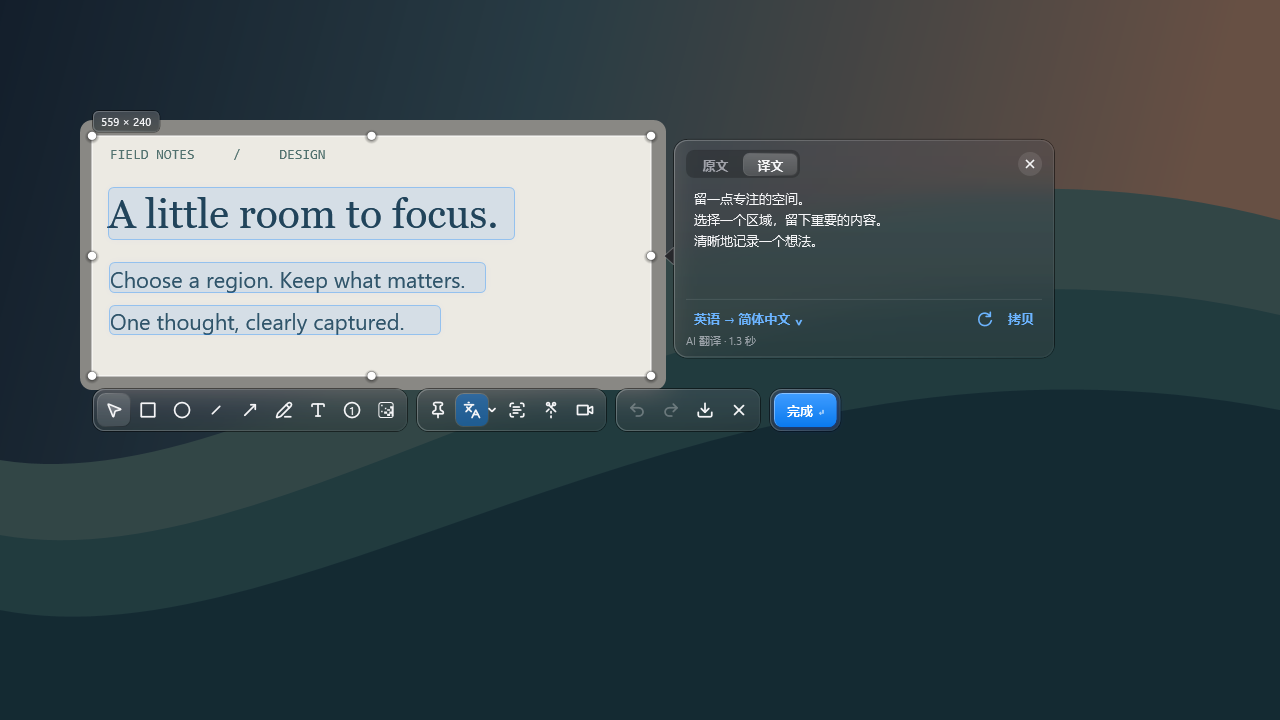 559 × 240
FIELD NOTES / DESIGN
A little room to focus.
Choose a region. Keep what matters.
One thought, clearly captured.
原文 译文
留一点专注的空间。
选择一个区域，留下重要的内容。
清晰地记录一个想法。
英语 → 简体中文
拷贝
AI 翻译 · 1.3 秒
1
完成